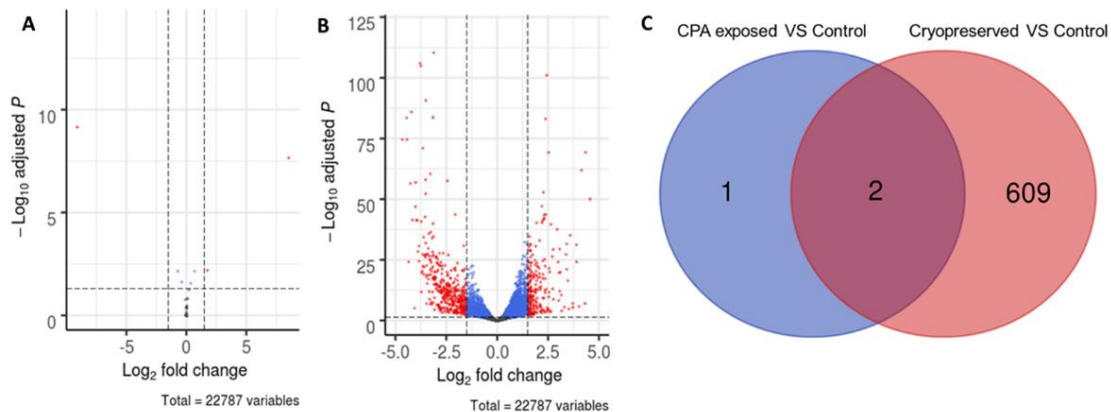 A
10
5
0
-5
0
5
− Log10 adjusted P
Log2 fold change
Total = 22787 variables
B
125
100
75
50
25
0
-5.0
-2.5
0.0
2.5
5.0
− Log10 adjusted P
Log2 fold change
Total = 22787 variables
C
CPA exposed VS Control
Cryopreserved VS Control
1
2
609